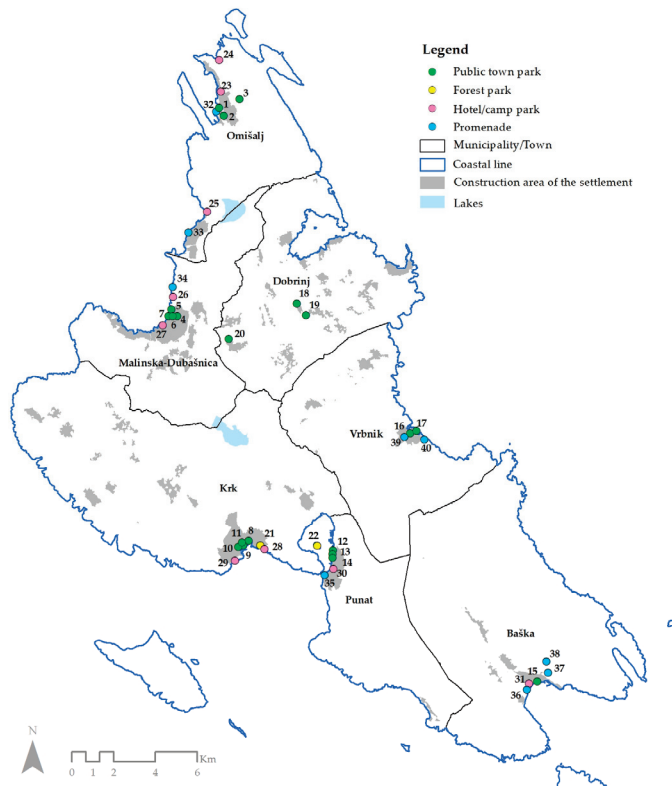 24
Legend
Public town park
23
3
Forest park
32
1
Hotel/camp park
2
Promenade
Omišalj
Municipality/Town
Coastal line
Construction area of the settlement
25
Lakes
33
34
Dobrinj
26
18
5
19
7
4
6
27
20
Malinska-Dubašnica
16
17
Vrbnik
39
40
Krk
11
8
21
22
12
10
13
9
28
14
29
30
35
Punat
Baška
38
15
37
31
36
N
Km
0 1 2 4 6